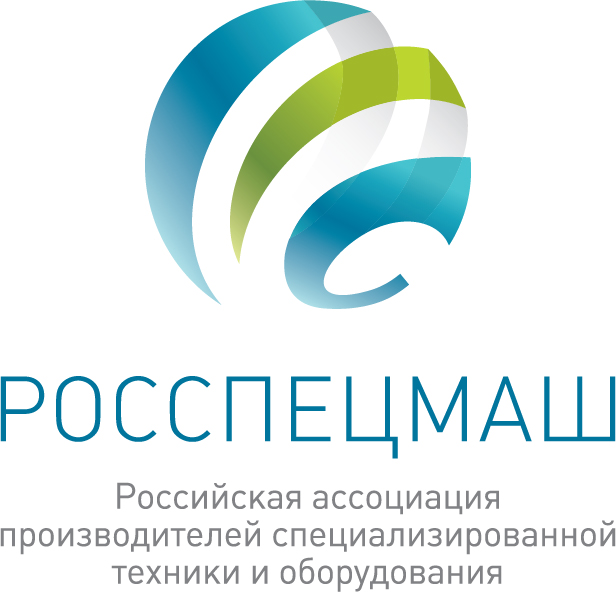 РОССПЕЦМАШ
Российская ассоциация
производителей специализированной
техники и оборудования